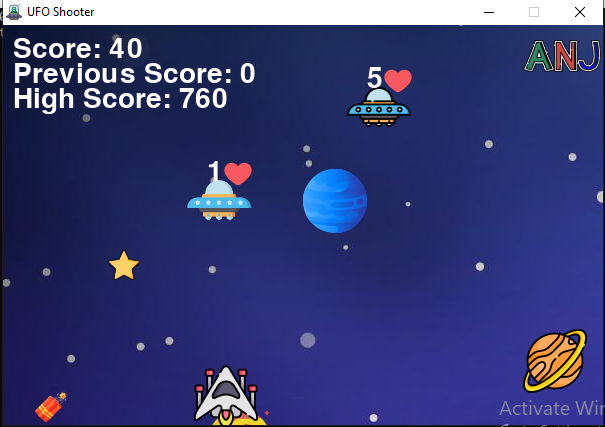 UFO Shooter
Score: 40
Previous Score: 0
High Score: 760
ANJ
5
1
Activate Win